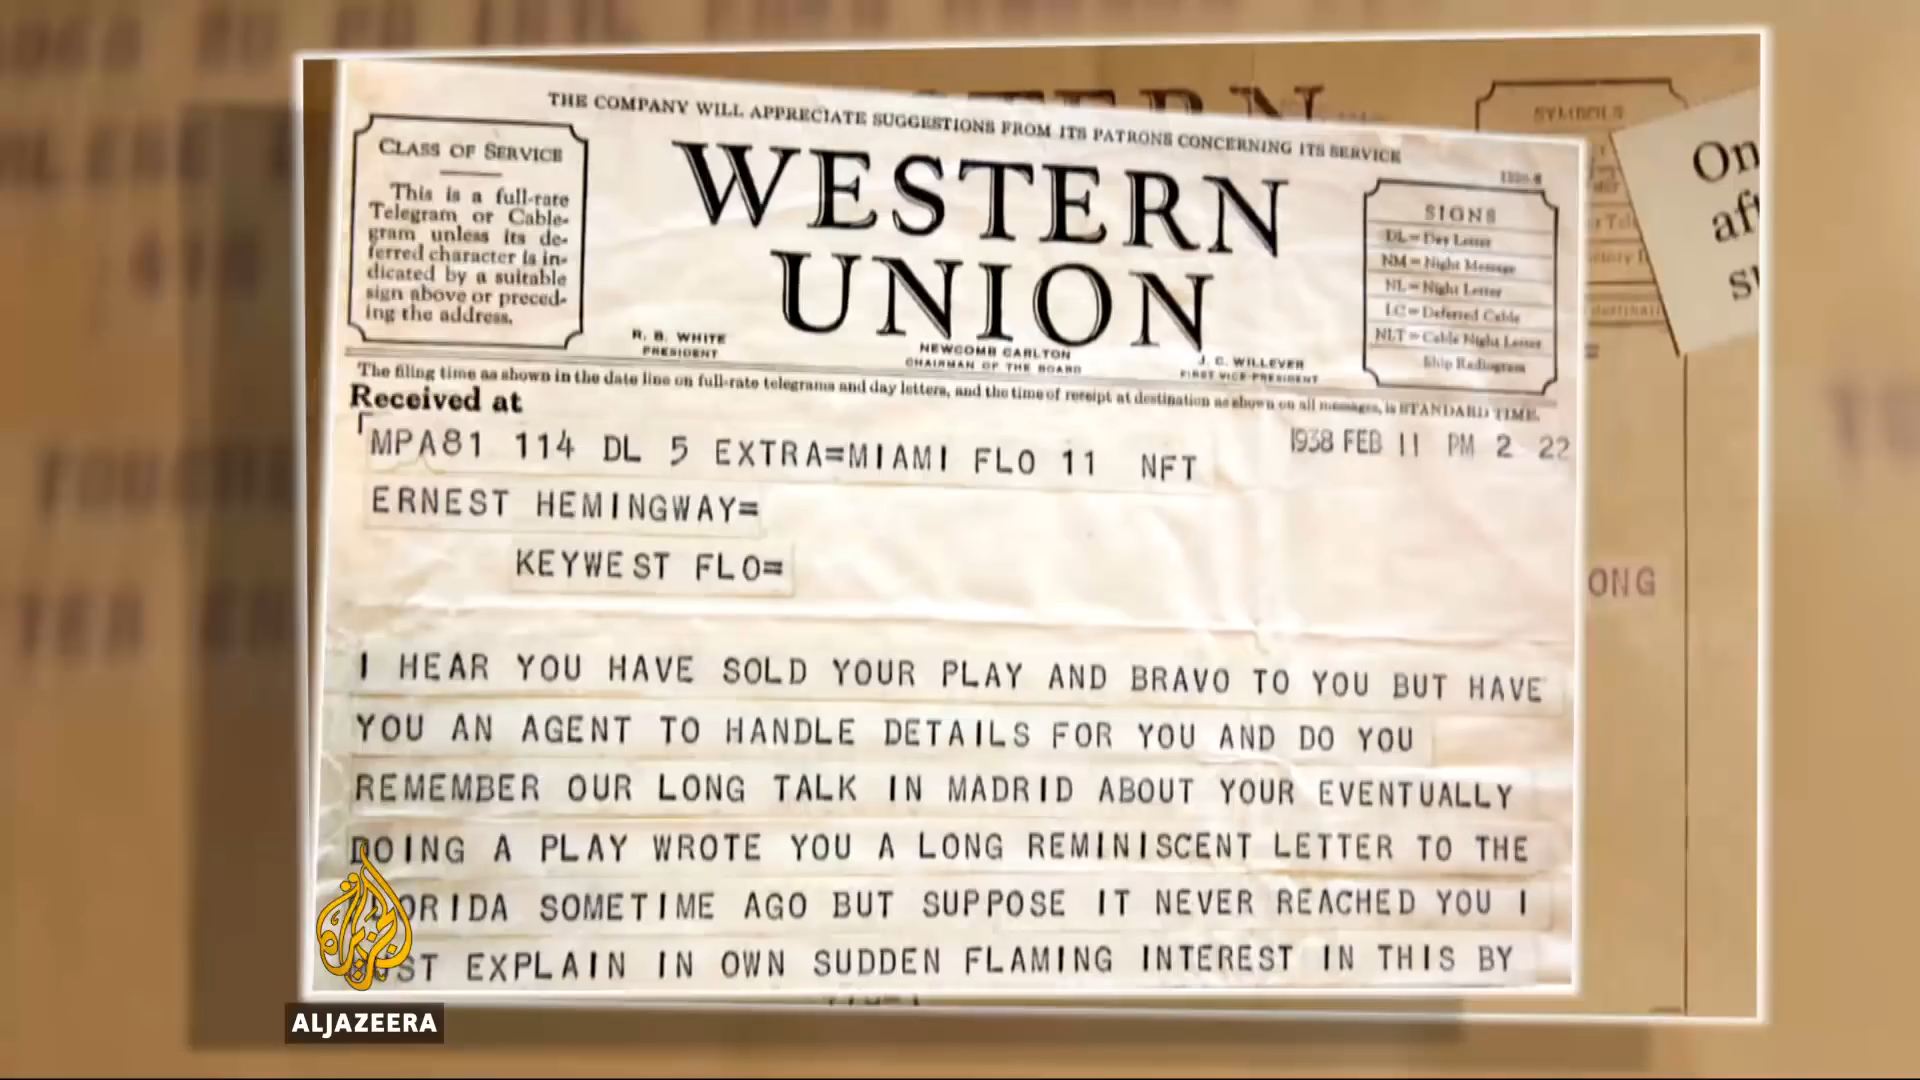 THE COMPANY WILL APPRECIATE SUGGESTIONS FROM ITS PATRONS CONCERNING ITS SERVICE
CLASS OF SERVICE
This is a full-rate
Telegram or Cable-
gram unless its de-
ferred character is in-
dicated by a suitable
sign above or preced-
ing the address.
WESTERN
UNION
R. B. WHITE
PRESIDENT
NEWCOMB CARLTON
CHAIRMAN OF THE BOARD
J. C. WILLEVER
FIRST VICE-PRESIDENT
SIGNS
DL = Day Letter
NM = Night Message
NL = Night Letter
LC = Deferred Cable
NLT = Cable Night Letter
Ship Radiogram
SYMBOLS
On
aft
The filing time as shown in the date line on full-rate telegrams and day letters, and the time of receipt at destination as shown on all messages, is STANDARD TIME.
Received at
1938 FEB 11 PM 2 22
MPA81 114 DL 5 EXTRA=MIAMI FLO 11 NFT
ERNEST HEMINGWAY=
KEYWEST FLO=
ONG
I HEAR YOU HAVE SOLD YOUR PLAY AND BRAVO TO YOU BUT HAVE
YOU AN AGENT TO HANDLE DETAILS FOR YOU AND DO YOU
REMEMBER OUR LONG TALK IN MADRID ABOUT YOUR EVENTUALLY
DOING A PLAY WROTE YOU A LONG REMINISCENT LETTER TO THE
ORIDA SOMETIME AGO BUT SUPPOSE IT NEVER REACHED YOU I
ST EXPLAIN IN OWN SUDDEN FLAMING INTEREST IN THIS BY
الجزيرة
ALJAZEERA